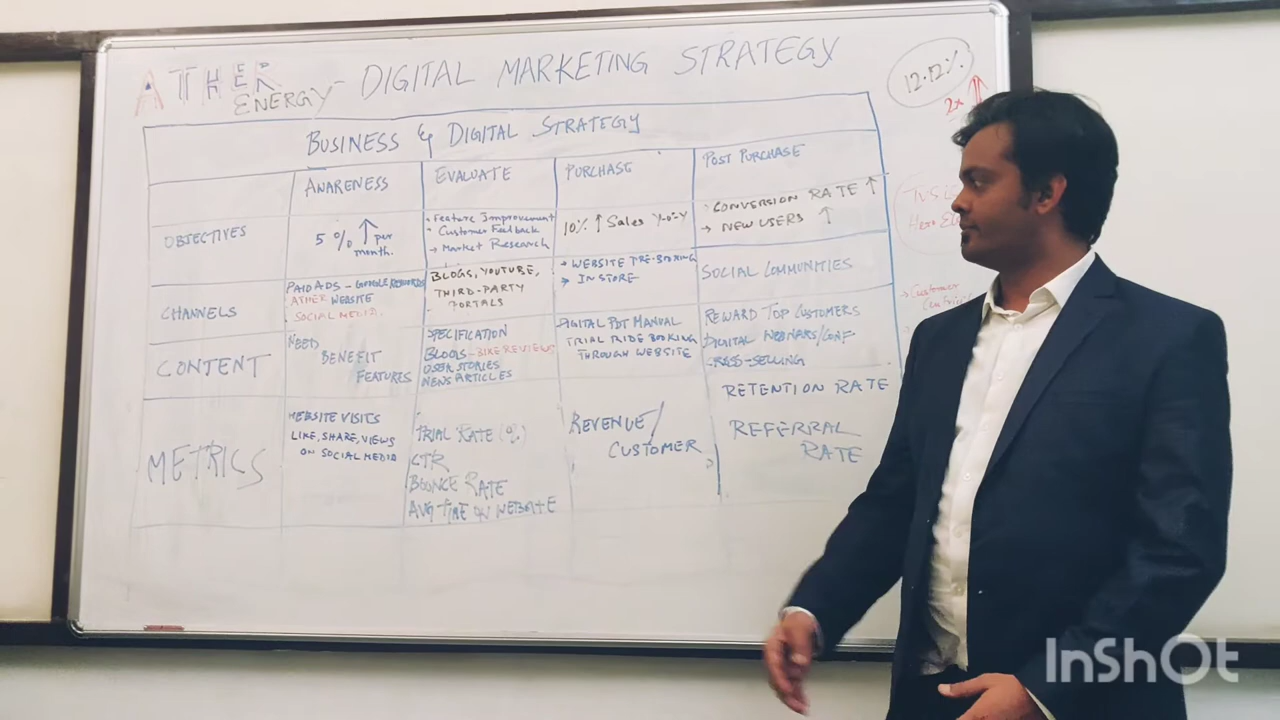 ATHER ENERGY - DIGITAL MARKETING STRATEGY
12.12%
2x
BUSINESS & DIGITAL STRATEGY
AWARENESS
EVALUATE
PURCHASE
POST PURCHASE
OBJECTIVES
5% ↑ per
month.
• Feature Improvement
• Customer Feedback
→ Market Research
10% ↑ Sales Y-o-Y
• CONVERSION RATE ↑
→ NEW USERS ↑
TVS
Hero
CHANNELS
PAID ADS - GOOGLE KEYWORDS
ATHER WEBSITE
SOCIAL MEDIA
BLOGS, YOUTUBE,
THIRD-PARTY
PORTALS
→ WEBSITE PRE-BOOKING
→ IN STORE
SOCIAL COMMUNITIES
→ Customer
CONTENT
NEED
BENEFIT
FEATURES
SPECIFICATION
BLOGS - BIKE REVIEWS
USER STORIES
NEWS ARTICLES
DIGITAL PDT MANUAL
TRIAL RIDE BOOKING
THROUGH WEBSITE
REWARD TOP CUSTOMERS
DIGITAL WEBINARS/CONF
CROSS-SELLING
METRICS
WEBSITE VISITS
LIKE, SHARE, VIEWS
ON SOCIAL MEDIA
TRIAL RATE (%)
CTR
BOUNCE RATE
AVG TIME ON WEBSITE
REVENUE/
CUSTOMER
RETENTION RATE
REFERRAL
RATE
InShOt